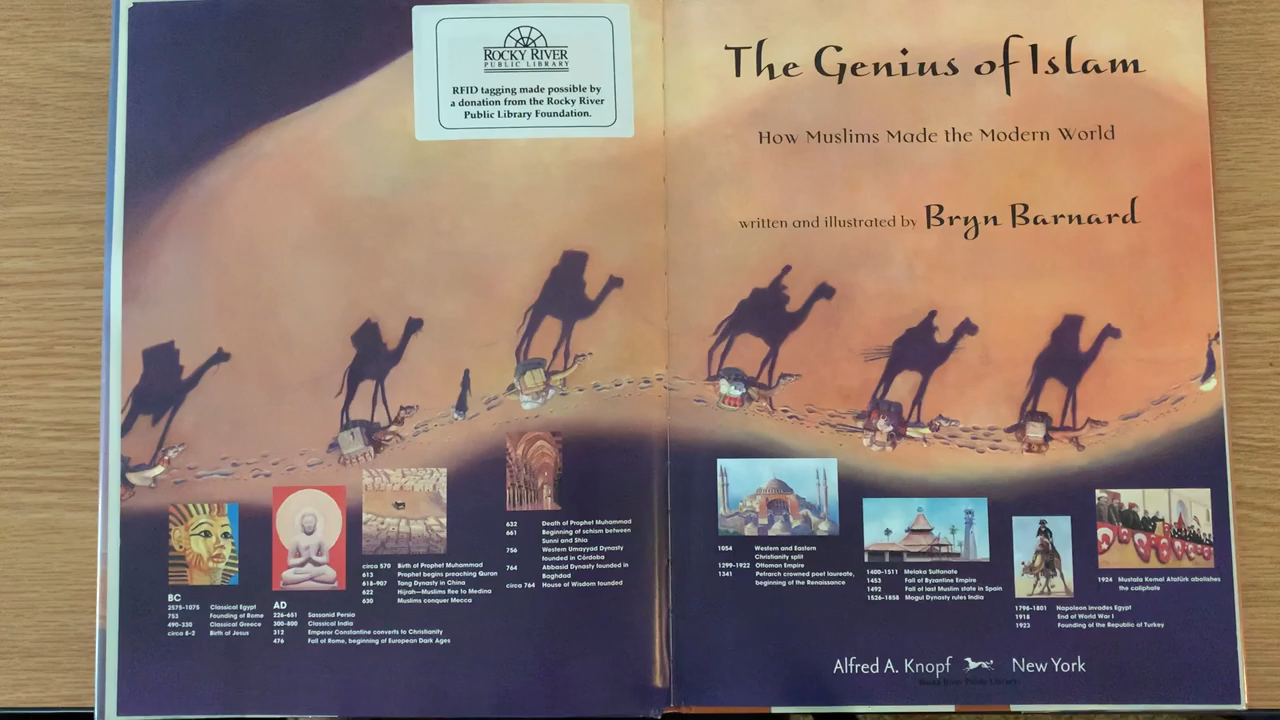 ROCKY RIVER
PUBLIC LIBRARY
RFID tagging made possible by
a donation from the Rocky River
Public Library Foundation.
The Genius of Islam
How Muslims Made the Modern World
written and illustrated by Bryn Barnard
BC
2575-1075 Classical Egypt
753 Founding of Rome
490-330 Classical Greece
circa 8-2 Birth of Jesus
AD
226-651 Sassanid Persia
300-800 Classical India
312 Emperor Constantine converts to Christianity
476 Fall of Rome, beginning of European Dark Ages
circa 570 Birth of Prophet Muhammad
613 Prophet begins preaching Quran
618-907 Tang Dynasty in China
622 Hijrah—Muslims flee to Medina
630 Muslims conquer Mecca
632 Death of Prophet Muhammad
661 Beginning of schism between
Sunni and Shia
756 Western Umayyad Dynasty
founded in Córdoba
764 Abbasid Dynasty founded in
Baghdad
circa 764 House of Wisdom founded
1054 Western and Eastern
Christianity split
1299-1922 Ottoman Empire
1341 Petrarch crowned poet laureate,
beginning of the Renaissance
1400-1511 Melaka Sultanate
1453 Fall of Byzantine Empire
1492 Fall of last Muslim state in Spain
1526-1858 Mogul Dynasty rules India
1798-1801 Napoleon invades Egypt
1918 End of World War I
1923 Founding of the Republic of Turkey
1924 Mustafa Kemal Atatürk abolishes
the caliphate
Alfred A. Knopf New York
Rocky River Public Library